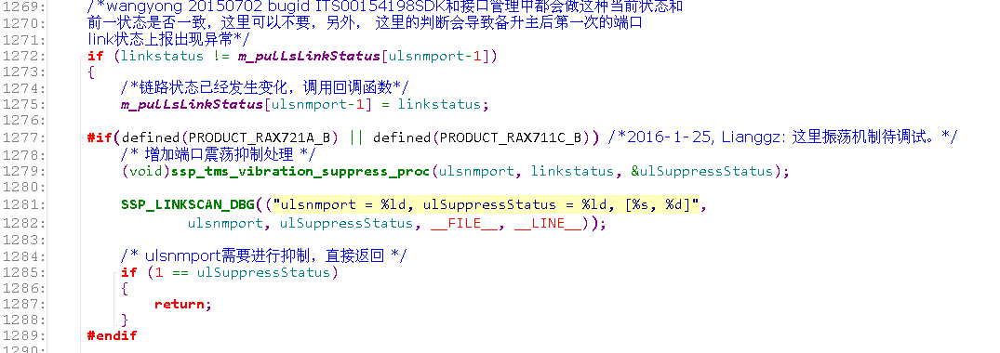 1269: /*wangyong 20150702 bugid ITS00154198SDK和接口管理中都会做这种当前状态和
1270: 前一状态是否一致，这里可以不要，另外， 这里的判断会导致备升主后第一次的端口
1271: link状态上报出现异常*/
1272: if (linkstatus != m_pulLsLinkStatus[ulsnmport-1])
1273: {
1274: /*链路状态已经发生变化，调用回调函数*/
1275: m_pulLsLinkStatus[ulsnmport-1] = linkstatus;
1276:
1277: #if(defined(PRODUCT_RAX721A_B) || defined(PRODUCT_RAX711C_B)) /*2016-1-25, Lianggz: 这里振荡机制待调试。*/
1278: /* 增加端口震荡抑制处理 */
1279: (void)ssp_tms_vibration_suppress_proc(ulsnmport, linkstatus, &ulSuppressStatus);
1280:
1281: SSP_LINKSCAN_DBG(("ulsnmport = %ld, ulSuppressStatus = %ld, [%s, %d]",
1282: ulsnmport, ulSuppressStatus, __FILE__, __LINE__));
1283:
1284: /* ulsnmport需要进行抑制，直接返回 */
1285: if (1 == ulSuppressStatus)
1286: {
1287: return;
1288: }
1289: #endif
1290: